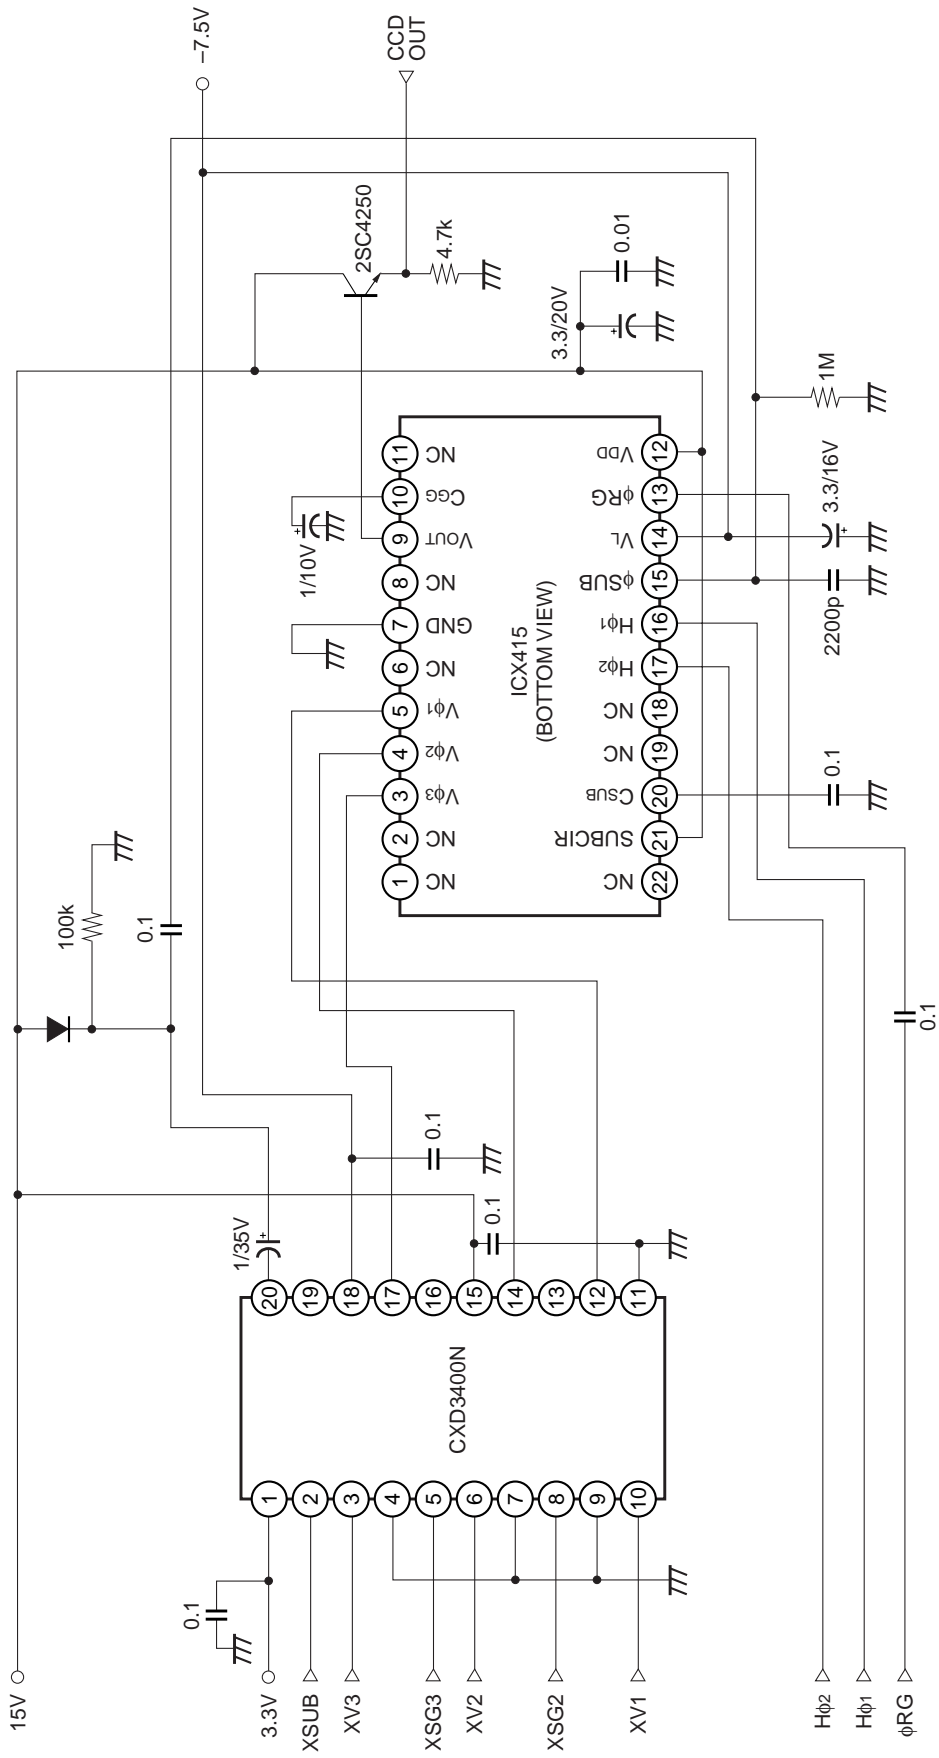 15V
3.3V
XSUB
XV3
XSG3
XV2
XSG2
XV1
Hϕ2
Hϕ1
ϕRG
0.1
1
2
3
4
5
6
7
8
9
10
CXD3400N
20
19
18
17
16
15
14
13
12
11
1/35V
+
0.1
0.1
100k
0.1
0.1
1
2
3
4
5
6
7
8
9
10
11
NC
NC
Vϕ3
Vϕ2
Vϕ1
NC
GND
NC
VOUT
CGG
NC
ICX415
(BOTTOM VIEW)
NC
SUBCIR
CSUB
NC
NC
Hϕ2
Hϕ1
ϕSUB
VL
ϕRG
VDD
22
21
20
19
18
17
16
15
14
13
12
1/10V
+
0.1
2200p
3.3/16V
+
1M
3.3/20V
+
0.01
2SC4250
4.7k
CCD
OUT
–7.5V